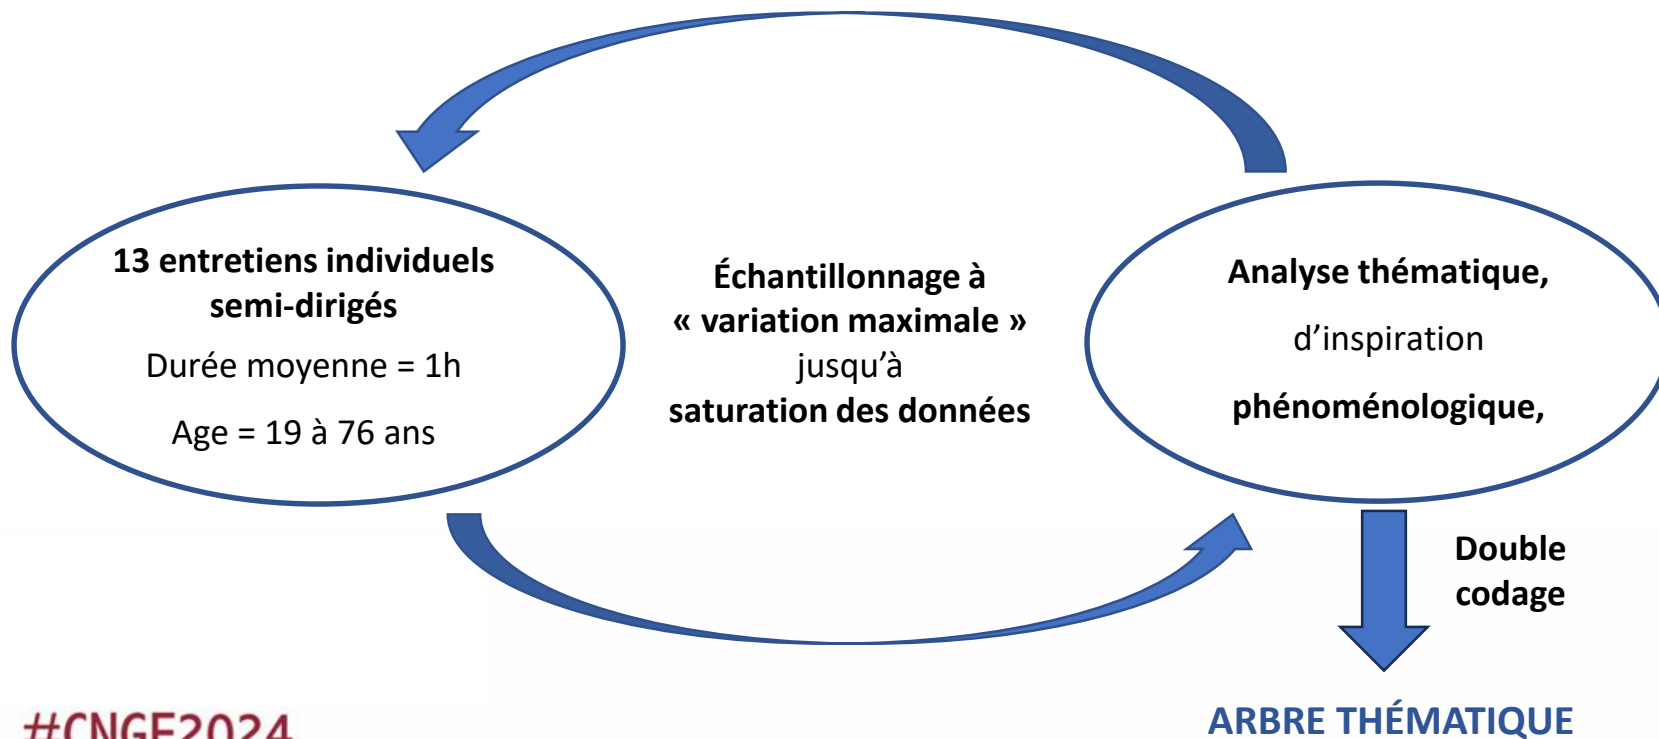 13 entretiens individuels
semi-dirigés
Durée moyenne = 1h
Age = 19 à 76 ans
Échantillonnage à
« variation maximale »
jusqu’à
saturation des données
Analyse thématique,
d’inspiration
phénoménologique,
Double
codage
ARBRE THÉMATIQUE
#CNGE2024